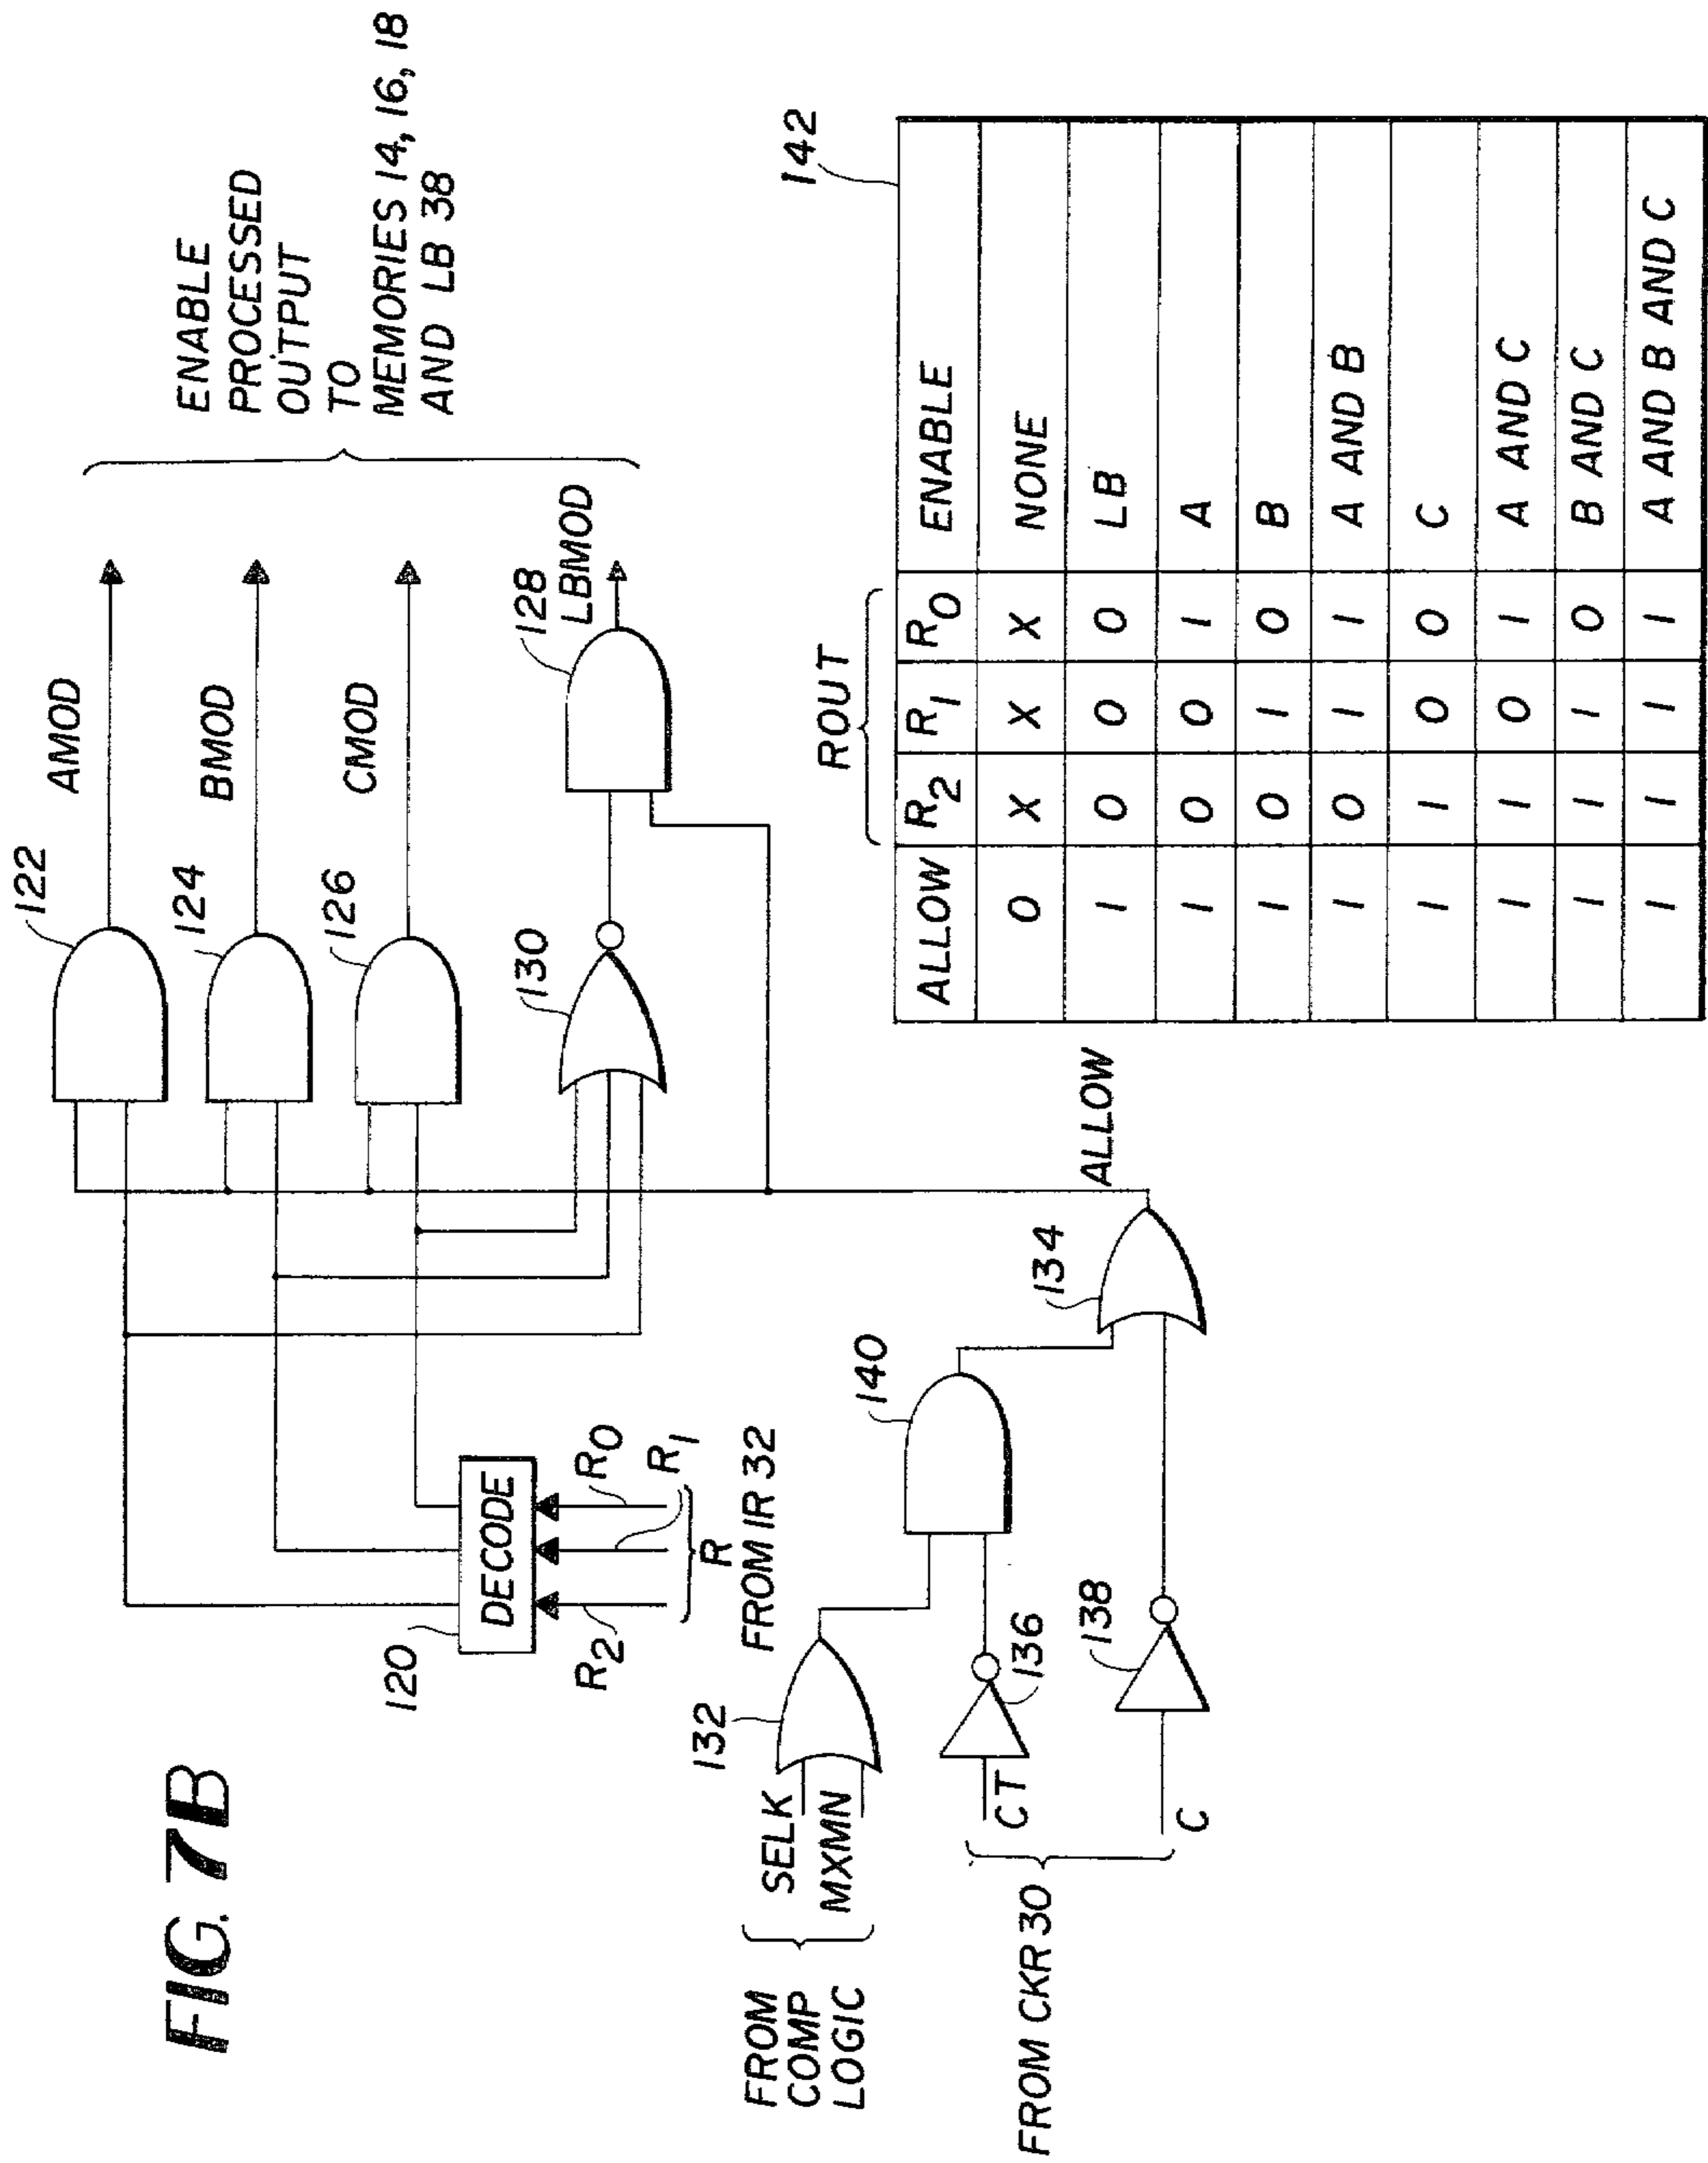 FIG. 7B
ENABLE
PROCESSED
OUTPUT
TO
MEMORIES 14, 16, 18
AND LB 38
122
AMOD
124
BMOD
126
CMOD
130
128
LBMOD
120
DECODE
R2
R0
R1
R
FROM IR 32
FROM
COMP
LOGIC
SELK
MXMN
132
140
134
ALLOW
FROM CKR 30
CT
136
C
138
142
ROUT
ALLOW R2 R1 R0 ENABLE
0 X X X NONE
1 0 0 0 LB
1 0 0 1 A
1 0 1 0 B
1 0 1 1 A AND B
1 1 0 0 C
1 1 0 1 A AND C
1 1 1 0 B AND C
1 1 1 1 A AND B AND C